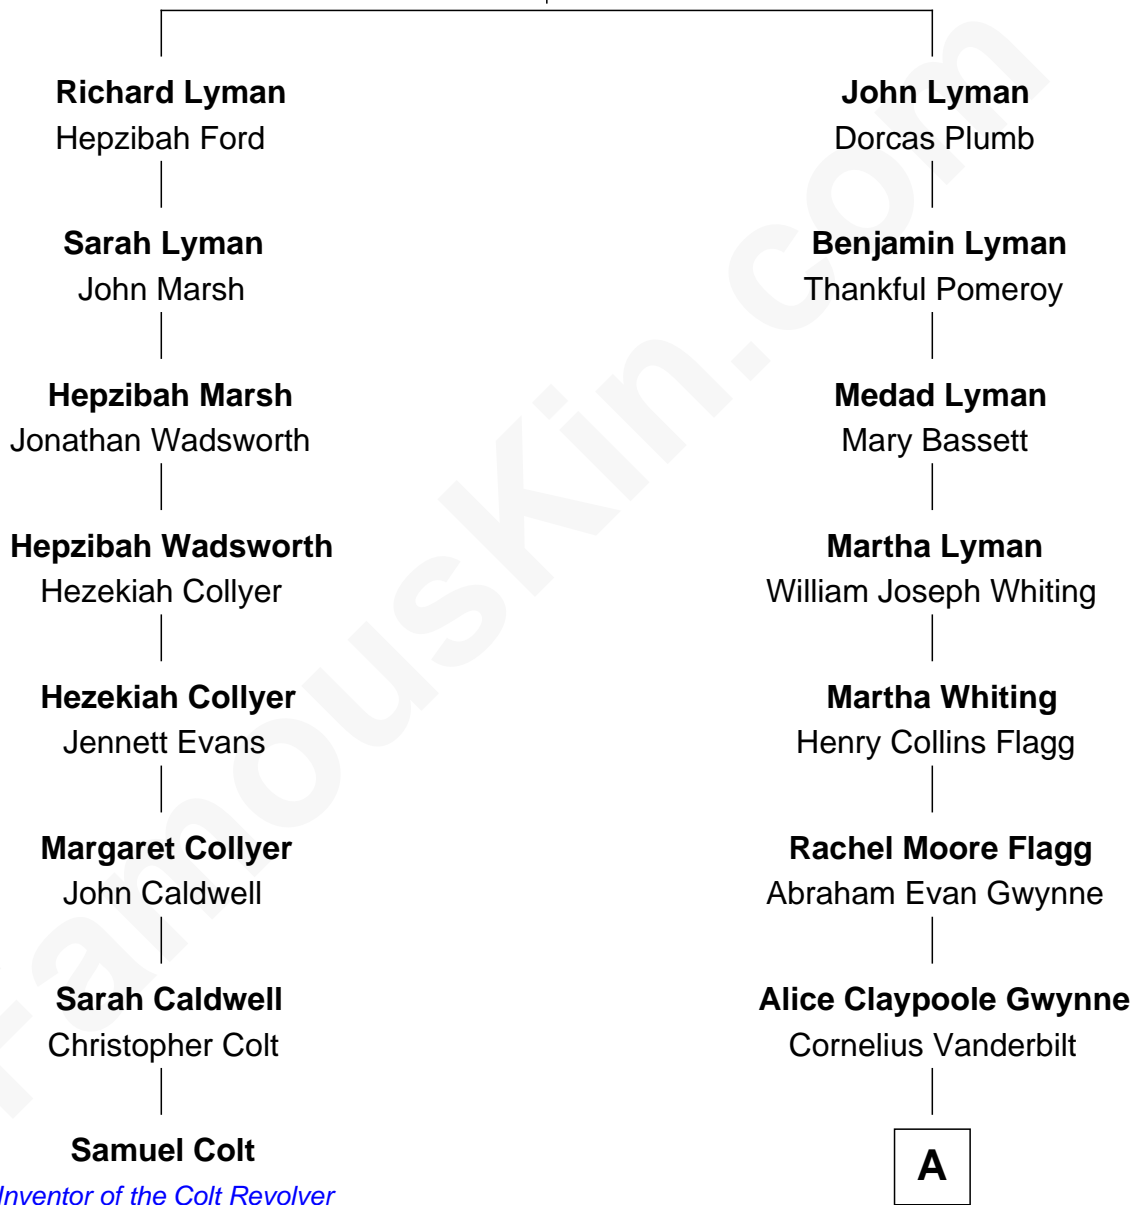 Richard Lyman
Hepzibah Ford
Sarah Lyman
John Marsh
Hepzibah Marsh
Jonathan Wadsworth
Hepzibah Wadsworth
Hezekiah Collyer
Hezekiah Collyer
Jennett Evans
Margaret Collyer
John Caldwell
Sarah Caldwell
Christopher Colt
Samuel Colt
Inventor of the Colt Revolver
John Lyman
Dorcas Plumb
Benjamin Lyman
Thankful Pomeroy
Medad Lyman
Mary Bassett
Martha Lyman
William Joseph Whiting
Martha Whiting
Henry Collins Flagg
Rachel Moore Flagg
Abraham Evan Gwynne
Alice Claypoole Gwynne
Cornelius Vanderbilt
A
FamousKin.com